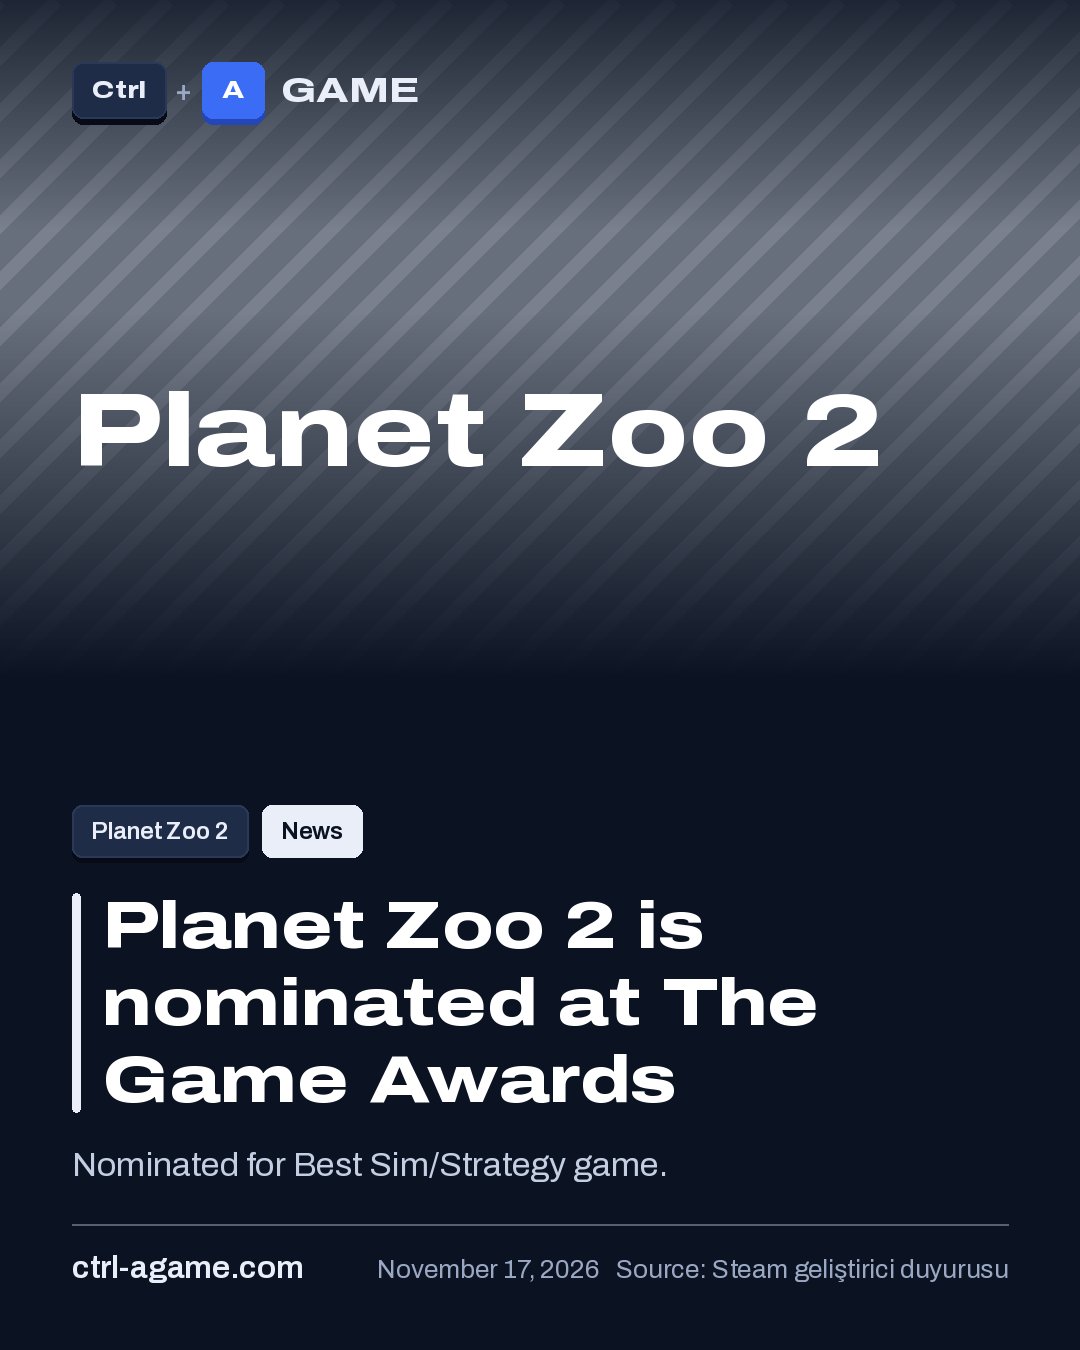 Ctrl + A GAME
Planet Zoo 2
Planet Zoo 2 News
Planet Zoo 2 is
nominated at The
Game Awards
Nominated for Best Sim/Strategy game.
ctrl-agame.com November 17, 2026 Source: Steam geliştirici duyurusu